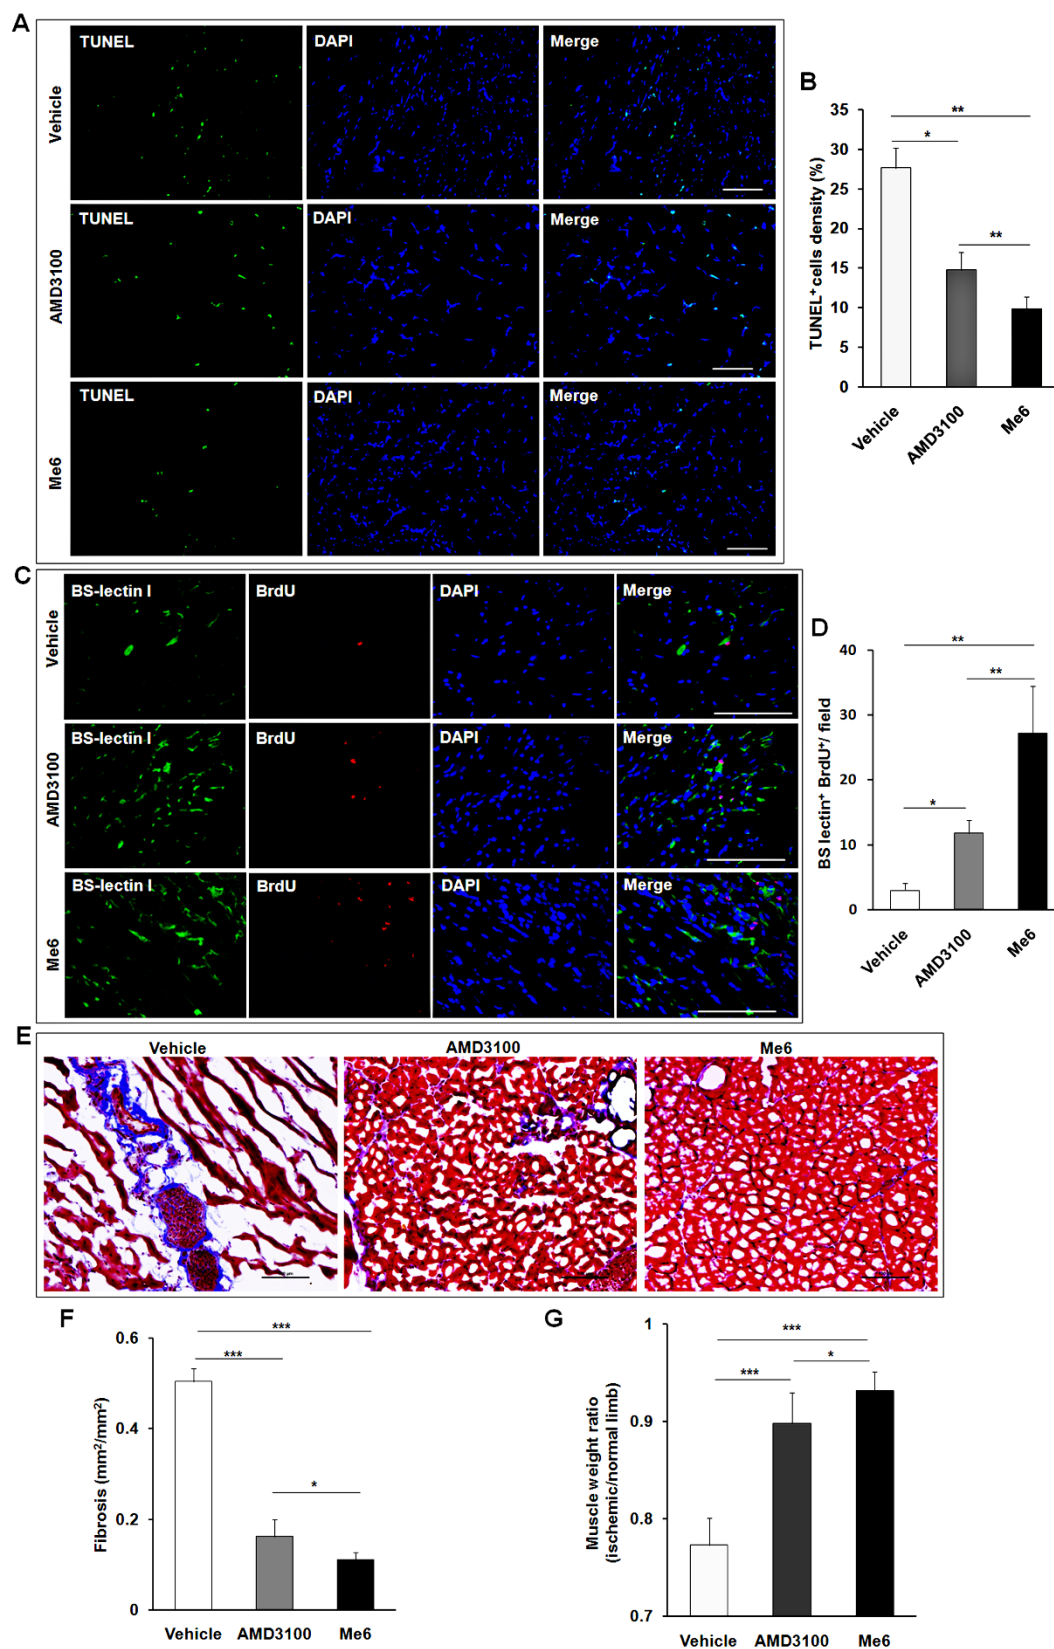 A
TUNEL
DAPI
Merge
Vehicle
TUNEL
DAPI
Merge
AMD3100
TUNEL
DAPI
Merge
Me6
B
TUNEL⁺ cells density (%)
35
30
25
20
15
10
5
0
**
*
**
Vehicle
AMD3100
Me6
C
BS-lectin I
BrdU
DAPI
Merge
Vehicle
BS-lectin I
BrdU
DAPI
Merge
AMD3100
BS-lectin I
BrdU
DAPI
Merge
Me6
D
BS lectin⁺ BrdU⁺/ field
40
30
20
10
0
**
**
*
Vehicle
AMD3100
Me6
E
Vehicle
AMD3100
Me6
F
Fibrosis (mm²/mm²)
0.6
0.4
0.2
0
***
***
*
Vehicle
AMD3100
Me6
G
Muscle weight ratio
(ischemic/normal limb)
1
0.9
0.8
0.7
***
***
*
Vehicle
AMD3100
Me6